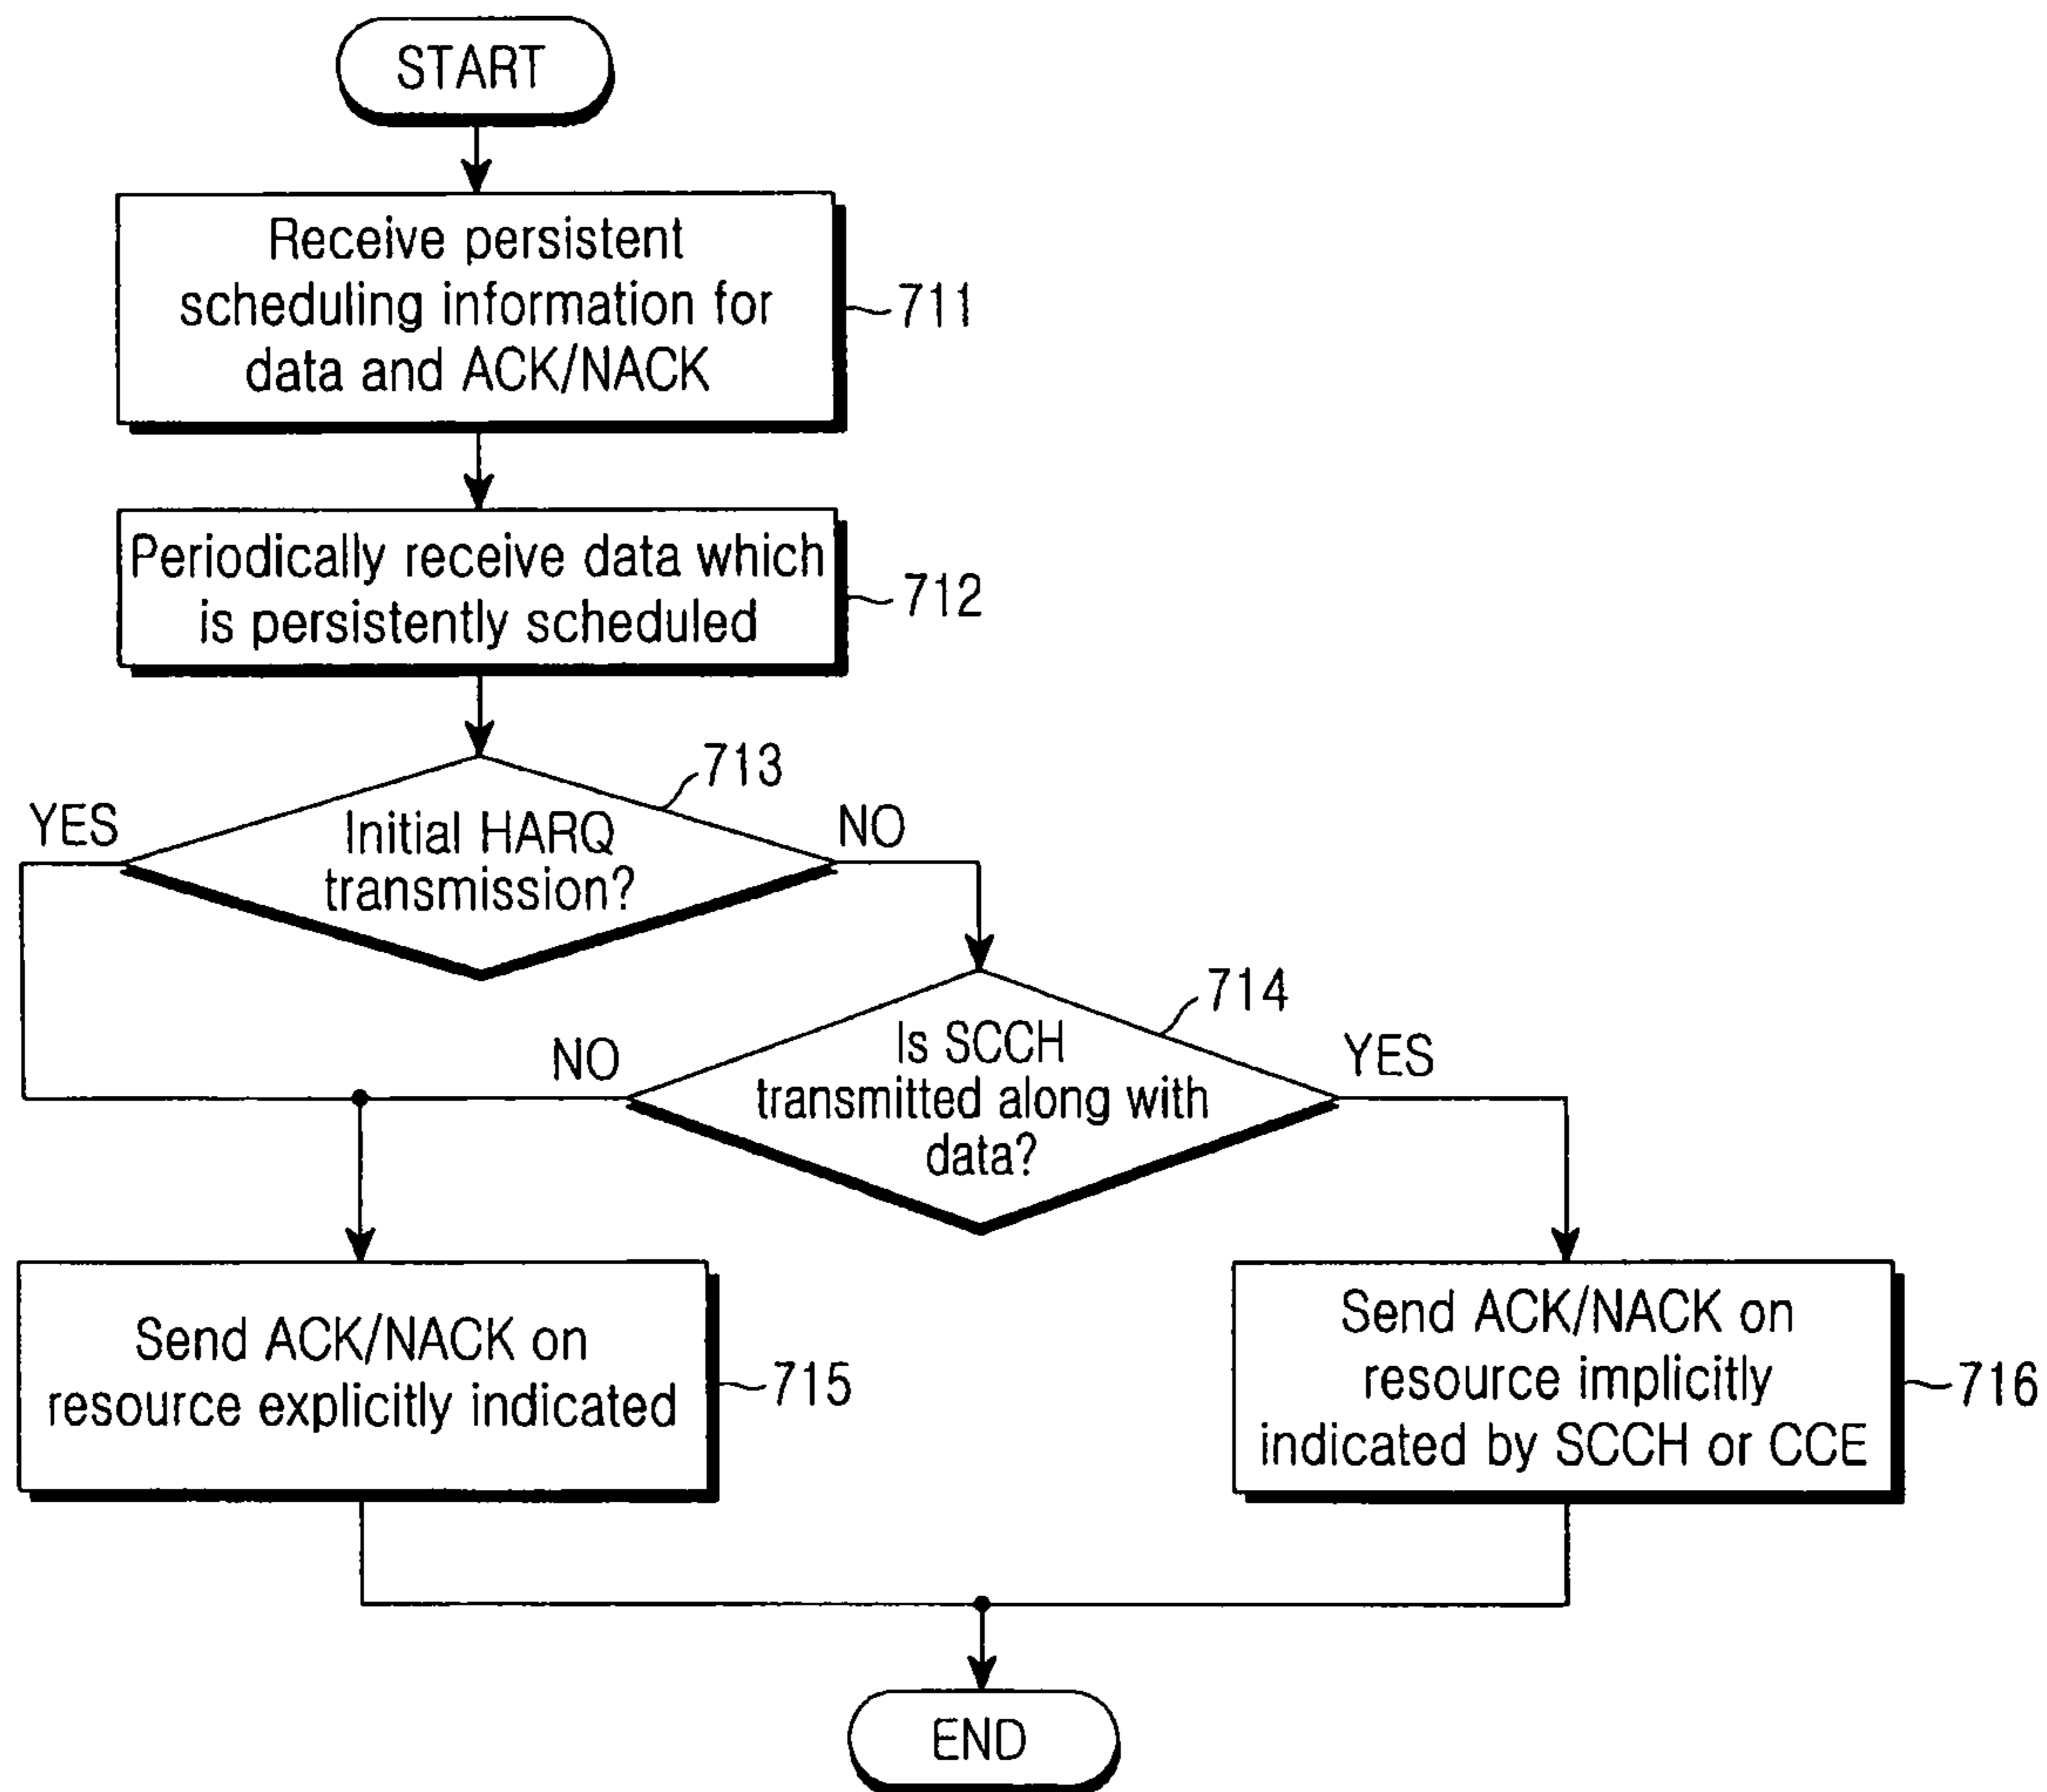 START
Receive persistent
scheduling information for
data and ACK/NACK
711
Periodically receive data which
is persistently scheduled
712
713
YES
NO
Initial HARQ
transmission?
714
NO
YES
Is SCCH
transmitted along with
data?
Send ACK/NACK on
resource explicitly indicated
715
Send ACK/NACK on
resource implicitly
indicated by SCCH or CCE
716
END